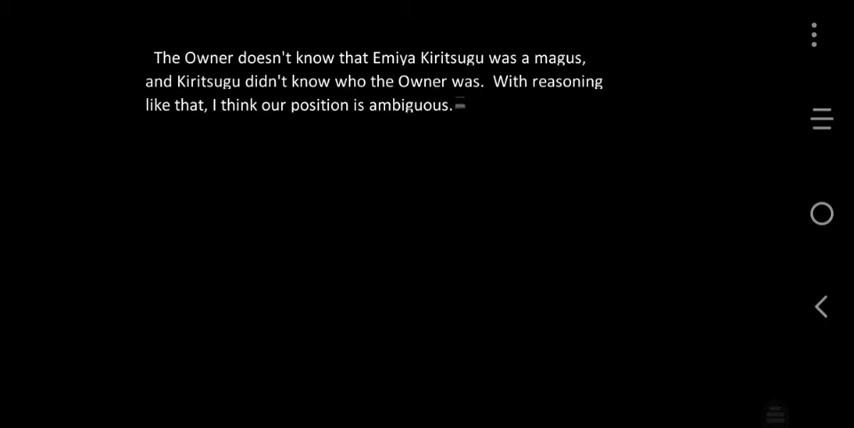 The Owner doesn't know that Emiya Kiritsugu was a magus,
and Kiritsugu didn't know who the Owner was.  With reasoning
like that, I think our position is ambiguous.